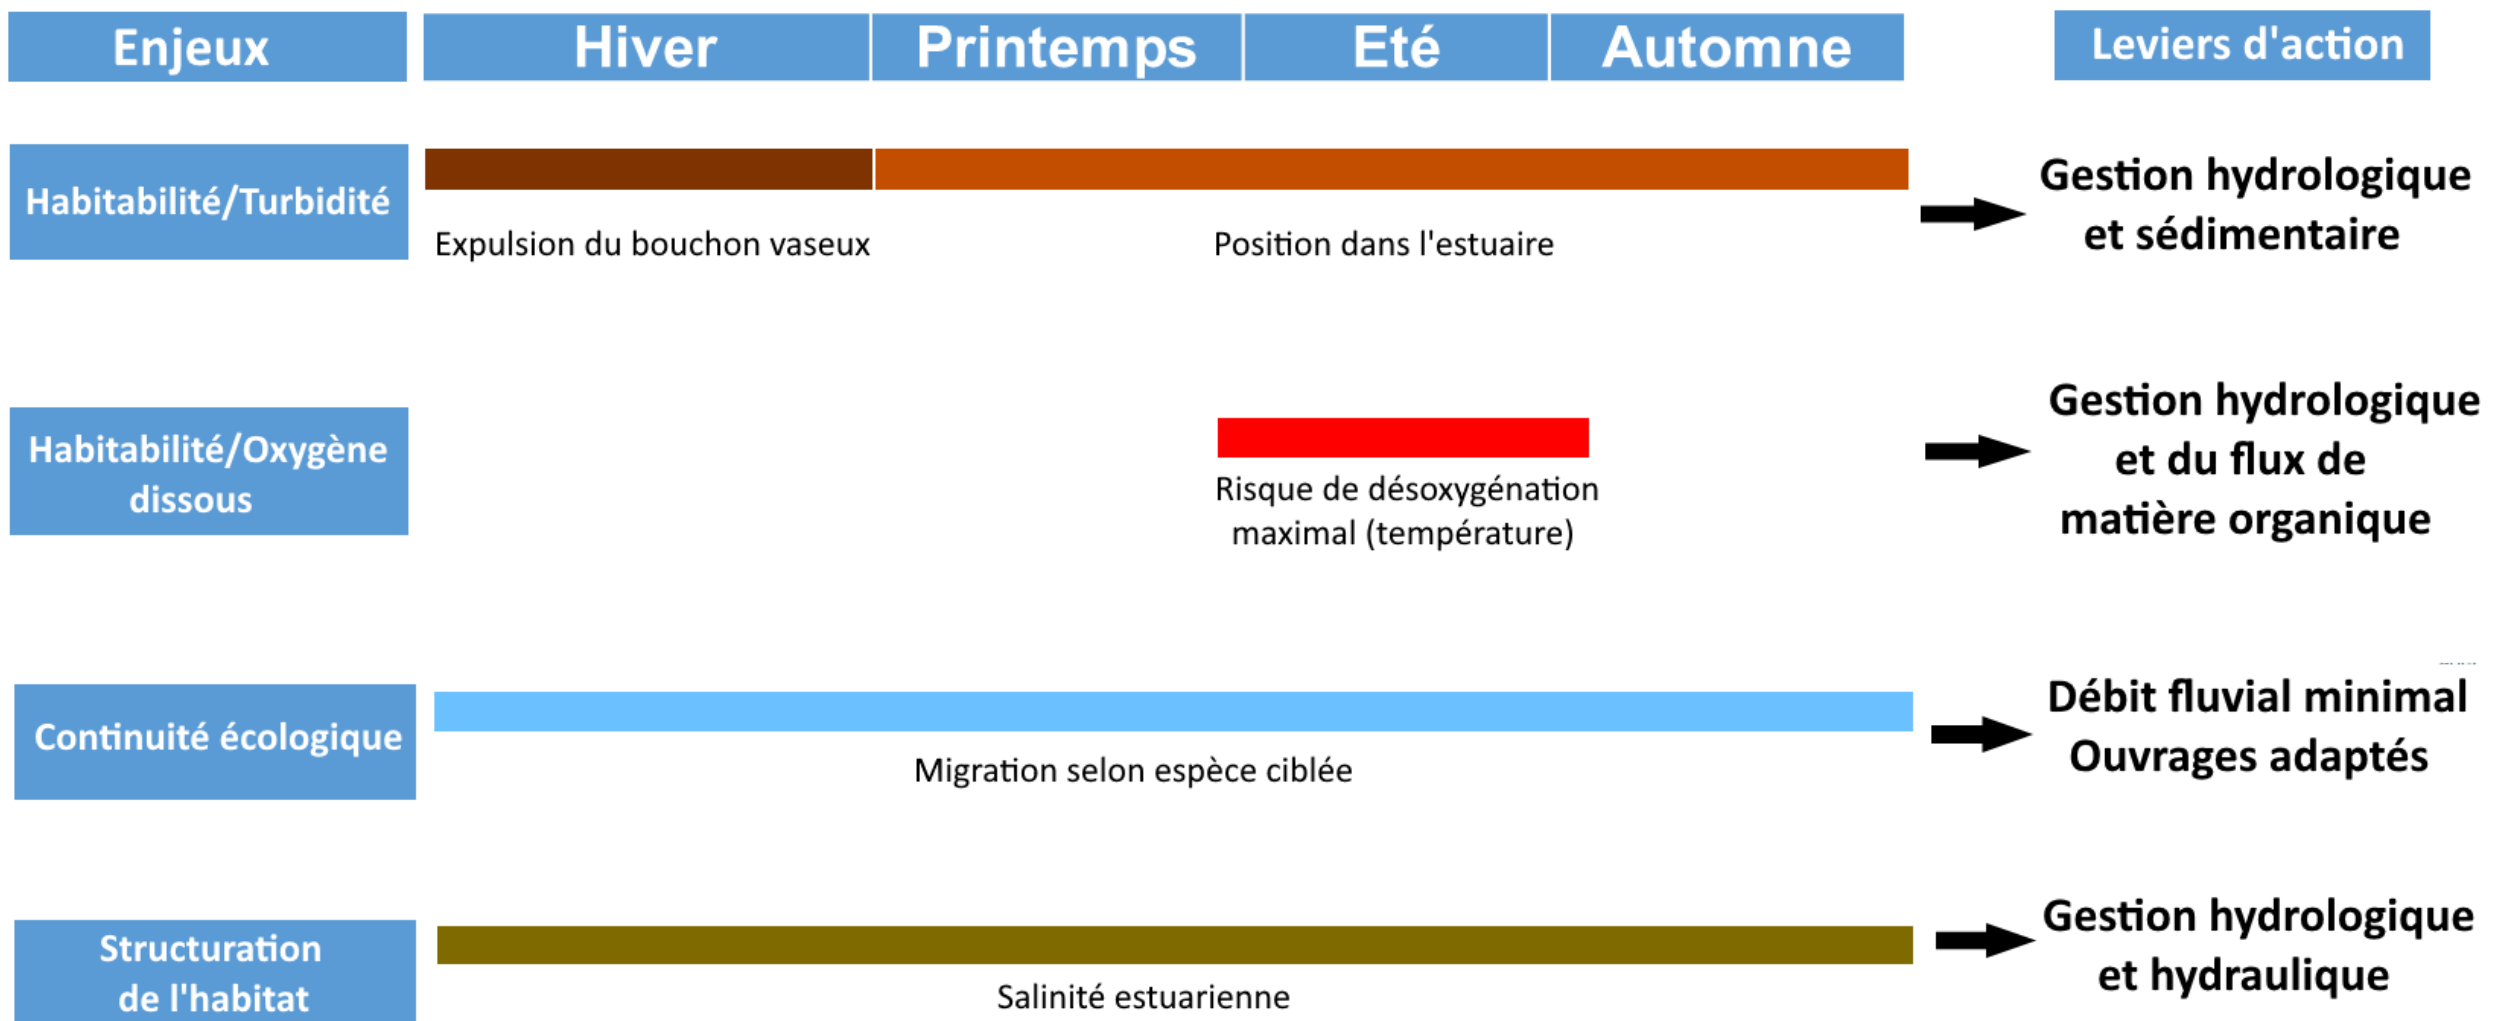 Enjeux
Hiver
Printemps
Eté
Automne
Leviers d'action
Habitabilité/Turbidité
Expulsion du bouchon vaseux
Position dans l'estuaire
Gestion hydrologique
et sédimentaire
Habitabilité/Oxygène
dissous
Risque de désoxygénation
maximal (température)
Gestion hydrologique
et du flux de
matière organique
Continuité écologique
Migration selon espèce ciblée
Débit fluvial minimal
Ouvrages adaptés
Structuration
de l'habitat
Salinité estuarienne
Gestion hydrologique
et hydraulique